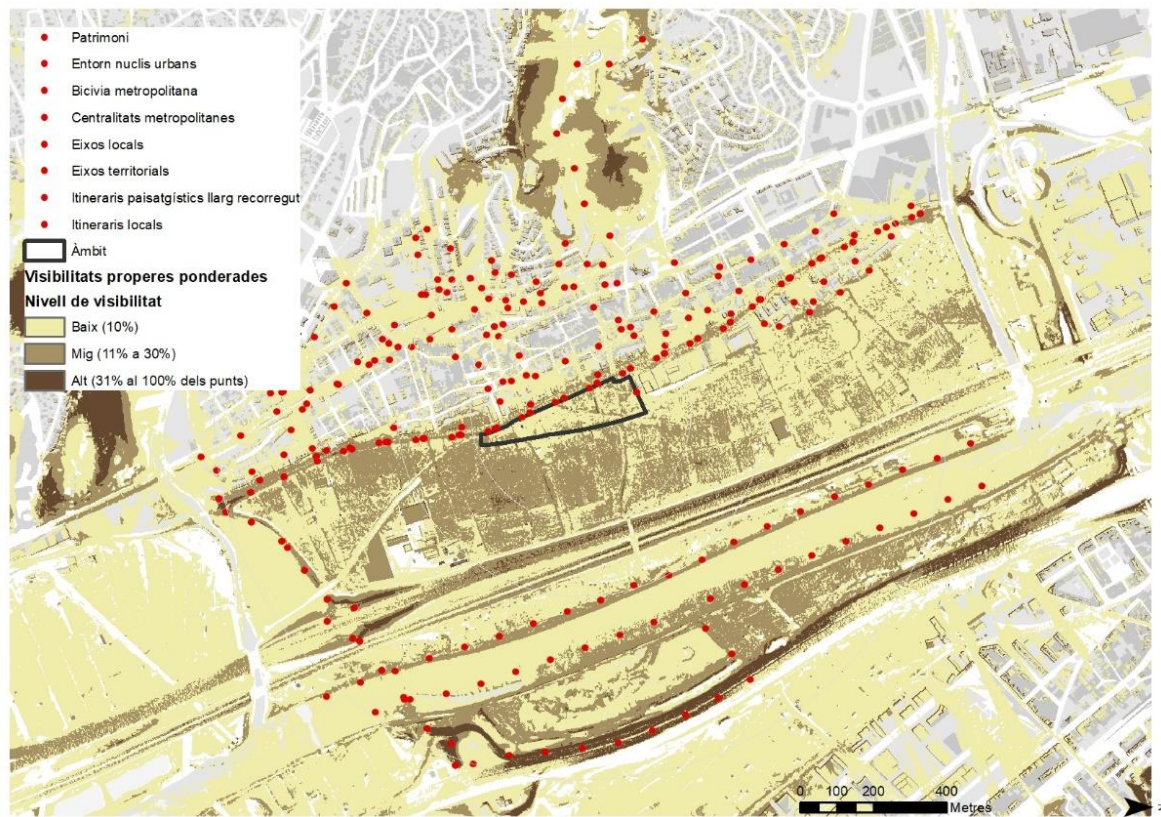 Patrimoni
Entorn nuclis urbans
Bicivia metropolitana
Centralitats metropolitanes
Eixos locals
Eixos territorials
Itineraris paisatgístics llarg recorregut
Itineraris locals
Àmbit
Visibilitats properes ponderades
Nivell de visibilitat
Baix (10%)
Mig (11% a 30%)
Alt (31% al 100% dels punts)
0 100 200 400
Metres
z